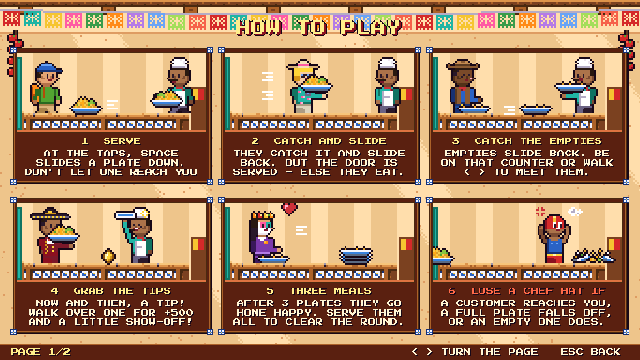 HOW TO PLAY
1 SERVE
AT THE TAPS, SPACE
SLIDES A PLATE DOWN.
DON'T LET ONE REACH YOU
2 CATCH AND SLIDE
THEY CATCH IT AND SLIDE
BACK. OUT THE DOOR IS
SERVED - ELSE THEY EAT.
3 CATCH THE EMPTIES
EMPTIES SLIDE BACK. BE
ON THAT COUNTER OR WALK
< > TO MEET THEM.
4 GRAB THE TIPS
NOW AND THEN, A TIP!
WALK OVER ONE FOR +500
AND A LITTLE SHOW-OFF!
5 THREE MEALS
AFTER 3 PLATES THEY GO
HOME HAPPY. SERVE THEM
ALL TO CLEAR THE ROUND.
6 LOSE A CHEF HAT IF
A CUSTOMER REACHES YOU,
A FULL PLATE FALLS OFF,
OR AN EMPTY ONE DOES.
PAGE 1/2
< > TURN THE PAGE ESC BACK